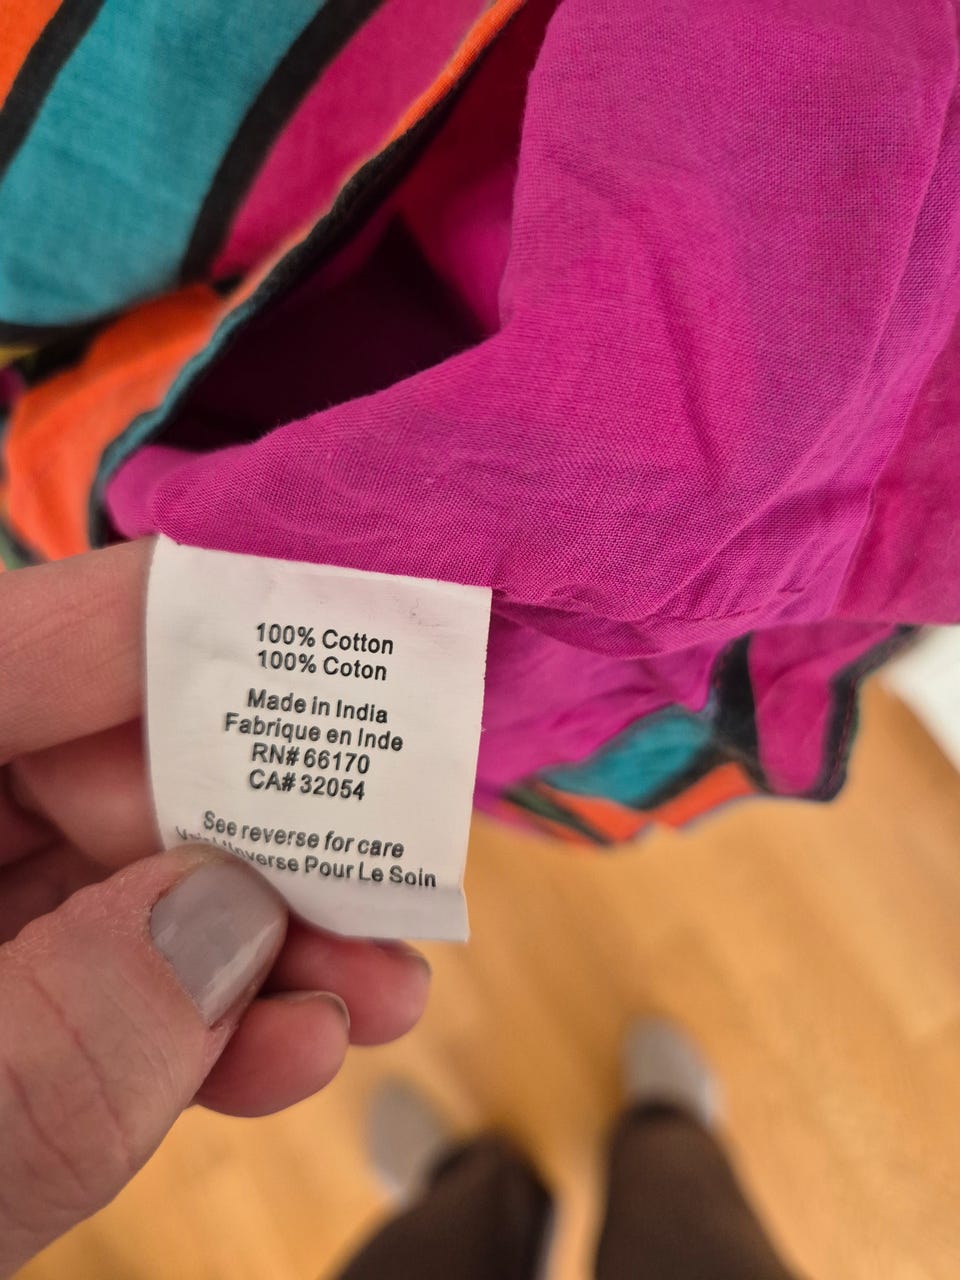 100% Cotton
100% Coton
Made in India
Fabrique en Inde
RN# 66170
CA# 32054
See reverse for care
Pour Le Soin